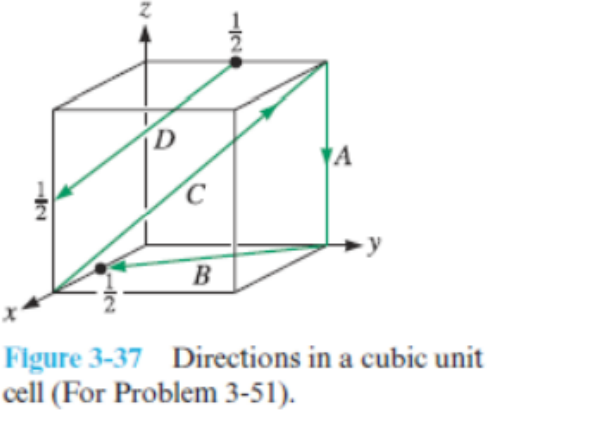 z
1/2
D
A
1/2
C
y
B
1/2
x
Figure 3-37 Directions in a cubic unit
cell (For Problem 3-51).